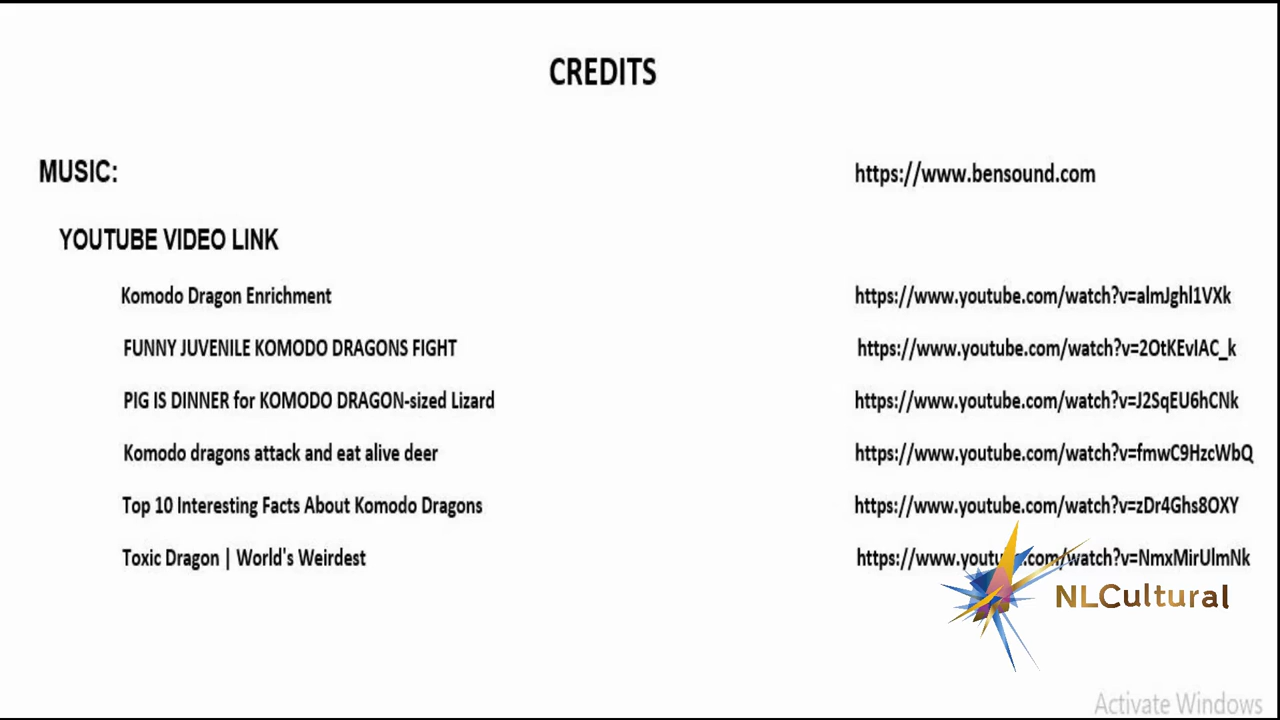 CREDITS
MUSIC: https://www.bensound.com
YOUTUBE VIDEO LINK
Komodo Dragon Enrichment https://www.youtube.com/watch?v=almJghl1VXk
FUNNY JUVENILE KOMODO DRAGONS FIGHT https://www.youtube.com/watch?v=2OtKEvIAC_k
PIG IS DINNER for KOMODO DRAGON-sized Lizard https://www.youtube.com/watch?v=J2SqEU6hCNk
Komodo dragons attack and eat alive deer https://www.youtube.com/watch?v=fmwC9HzcWbQ
Top 10 Interesting Facts About Komodo Dragons https://www.youtube.com/watch?v=zDr4Ghs8OXY
Toxic Dragon | World's Weirdest https://www.youtube.com/watch?v=NmxMirUlmNk
NLCultural
Activate Windows